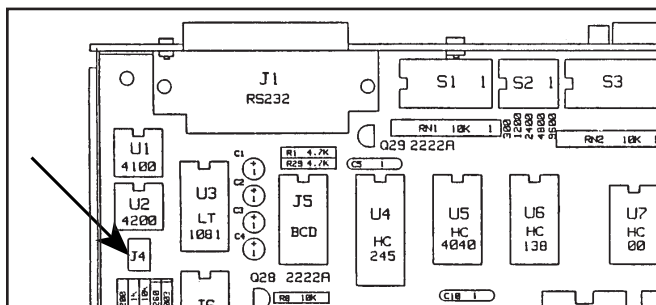 J1
RS232
S1 1
S2 1
S3
RN1 10K 1
300
1200
2400
4800
9600
RN2 10K 1
Q29 2222A
U1
4100
C1
R1 4.7K
R29 4.7K
C5 1
U2
4200
U3
LT
1081
C2
C3
C4
J5
BCD
U4
HC
245
U5
HC
4040
U6
HC
138
U7
HC
00
J4
Q28 2222A
R8 10K
C10 1
10K